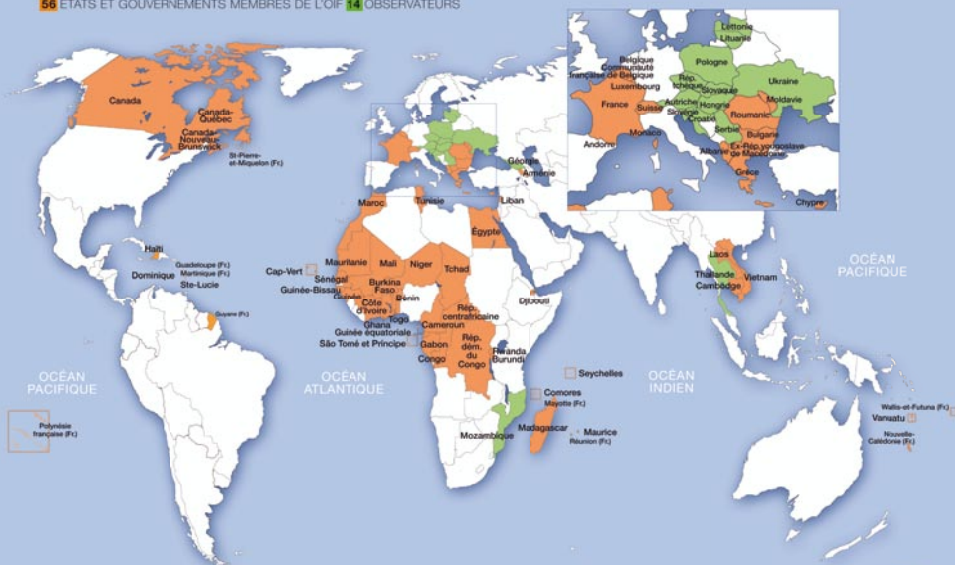 56 ÉTATS ET GOUVERNEMENTS MEMBRES DE L'OIF 14 OBSERVATEURS
Canada
Canada-
Québec
Canada-
Nouveau-
Brunswick
St-Pierre-
et-Miquelon (Fr.)
Haïti
Guadeloupe (Fr.)
Martinique (Fr.)
Dominique
Ste-Lucie
Guyane (Fr.)
OCÉAN
PACIFIQUE
Polynésie
française (Fr.)
OCÉAN
ATLANTIQUE
Maroc
Tunisie
Égypte
Liban
Géorgie
Arménie
Cap-Vert
Mauritanie
Mali
Niger
Tchad
Sénégal
Guinée-Bissau
Guinée
Burkina
Faso
Côte
d'Ivoire
Bénin
Togo
Ghana
Guinée équatoriale
São Tomé et Príncipe
Cameroun
Rép.
centrafricaine
Gabon
Congo
Rép.
dém.
du
Congo
Djibouti
Rwanda
Burundi
Seychelles
Comores
Mayotte (Fr.)
Madagascar
Maurice
Réunion (Fr.)
Mozambique
OCÉAN
INDIEN
Laos
Thaïlande
Cambodge
Vietnam
OCÉAN
PACIFIQUE
Wallis-et-Futuna (Fr.)
Vanuatu
Nouvelle-
Calédonie (Fr.)
Lettonie
Lituanie
Belgique
Communauté
française de Belgique
Luxembourg
Pologne
Rép.
tchèque
Slovaquie
Ukraine
Moldavie
France
Suisse
Autriche
Slovénie
Hongrie
Croatie
Roumanie
Serbie
Bulgarie
Monaco
Andorre
Albanie
Ex-Rép. yougoslave
de Macédoine
Grèce
Chypre